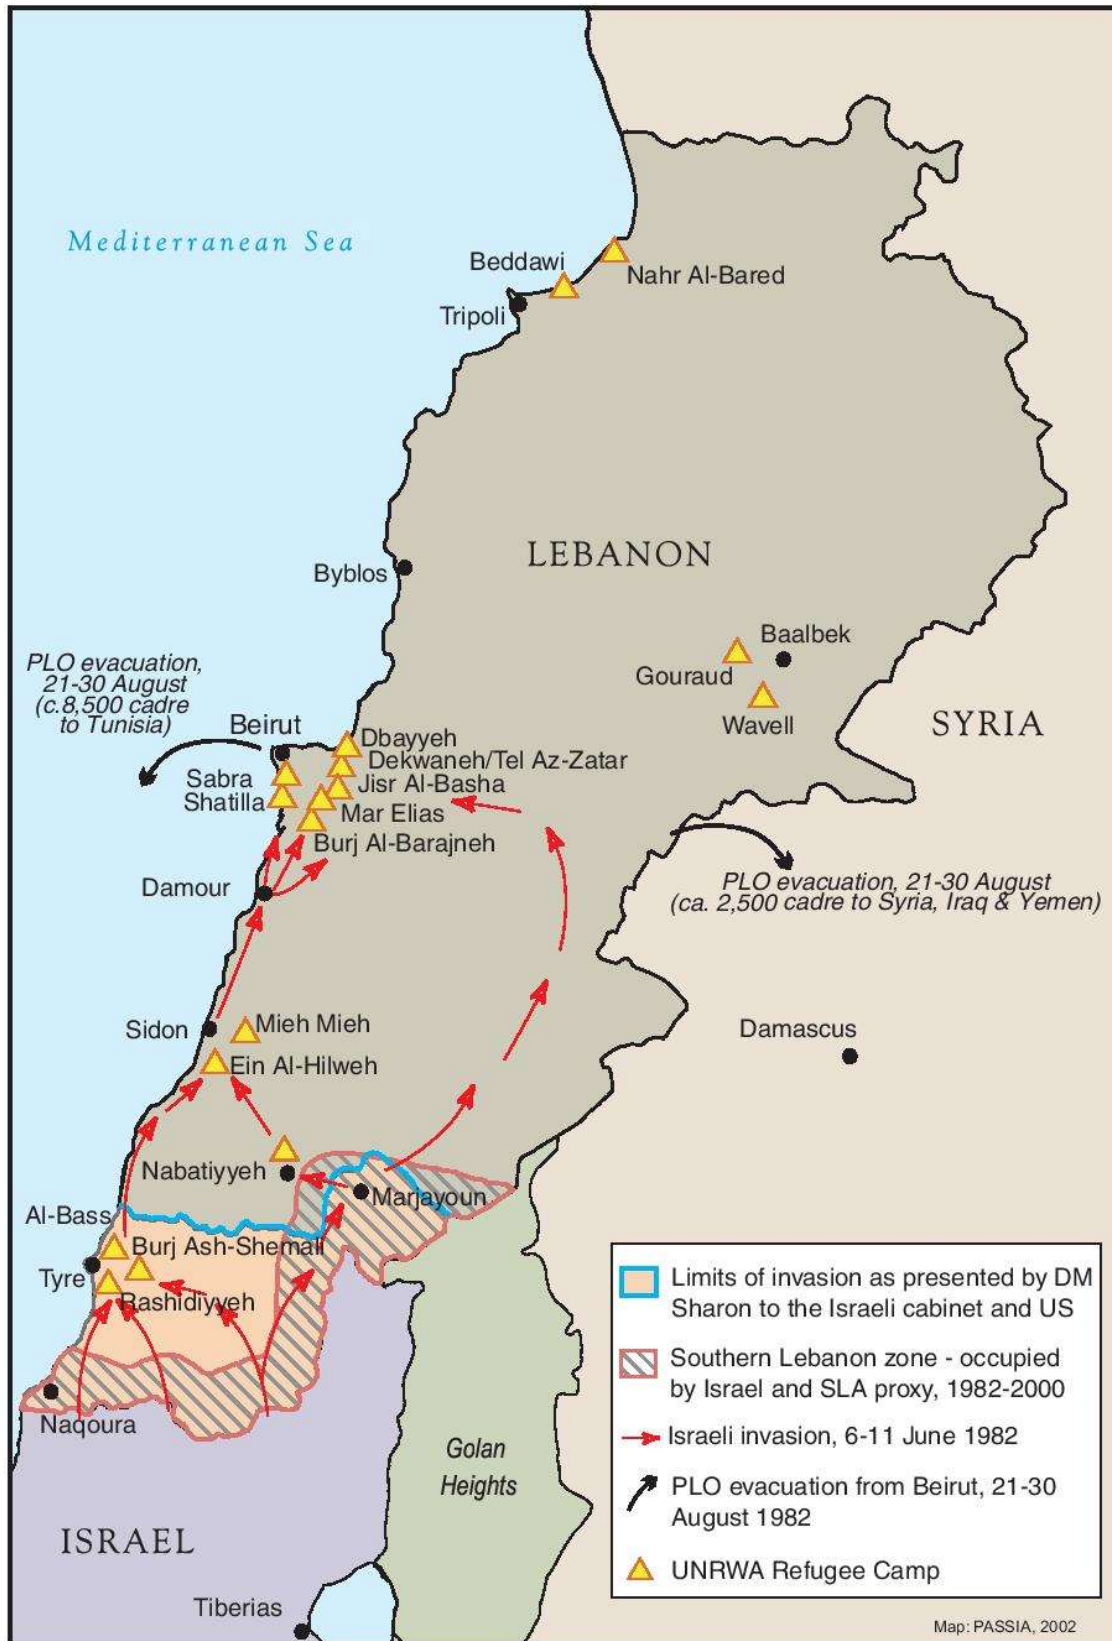 Mediterranean Sea
Beddawi
Nahr Al-Bared
Tripoli
LEBANON
Byblos
Baalbek
Gouraud
Wavell
PLO evacuation,
21-30 August
(c.8,500 cadre
to Tunisia)
SYRIA
Beirut
Dbayyeh
Dekwaneh/Tel Az-Zatar
Sabra
Jisr Al-Basha
Shatilla
Mar Elias
Burj Al-Barajneh
Damour
PLO evacuation, 21-30 August
(ca. 2,500 cadre to Syria, Iraq & Yemen)
Sidon
Mieh Mieh
Damascus
Ein Al-Hilweh
Nabatiyyeh
Marjayoun
Al-Bass
Burj Ash-Shemali
Tyre
Rashidiyyeh
Naqoura
Golan
Heights
ISRAEL
Tiberias
Limits of invasion as presented by DM
Sharon to the Israeli cabinet and US
Southern Lebanon zone - occupied
by Israel and SLA proxy, 1982-2000
Israeli invasion, 6-11 June 1982
PLO evacuation from Beirut, 21-30
August 1982
UNRWA Refugee Camp
Map: PASSIA, 2002